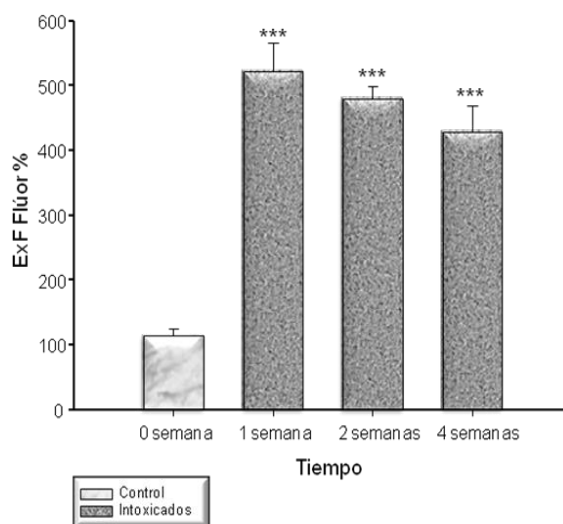 ExF Flúor %
600
500
400
300
200
100
0
***
***
***
0 semana
1 semana
2 semanas
4 semanas
Tiempo
Control
Intoxicados